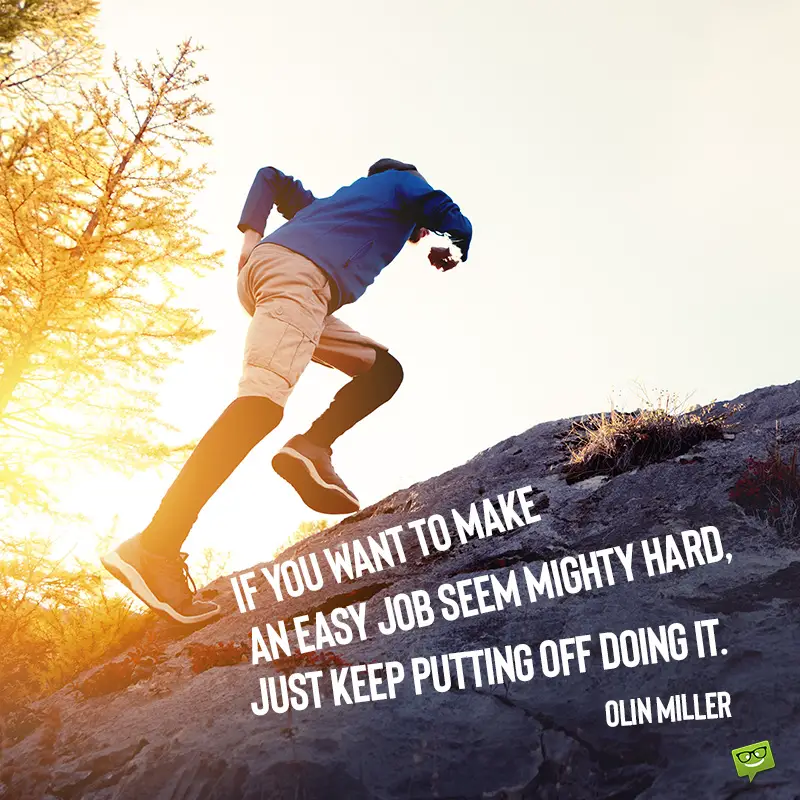 IF YOU WANT TO MAKE
AN EASY JOB SEEM MIGHTY HARD,
JUST KEEP PUTTING OFF DOING IT.
OLIN MILLER